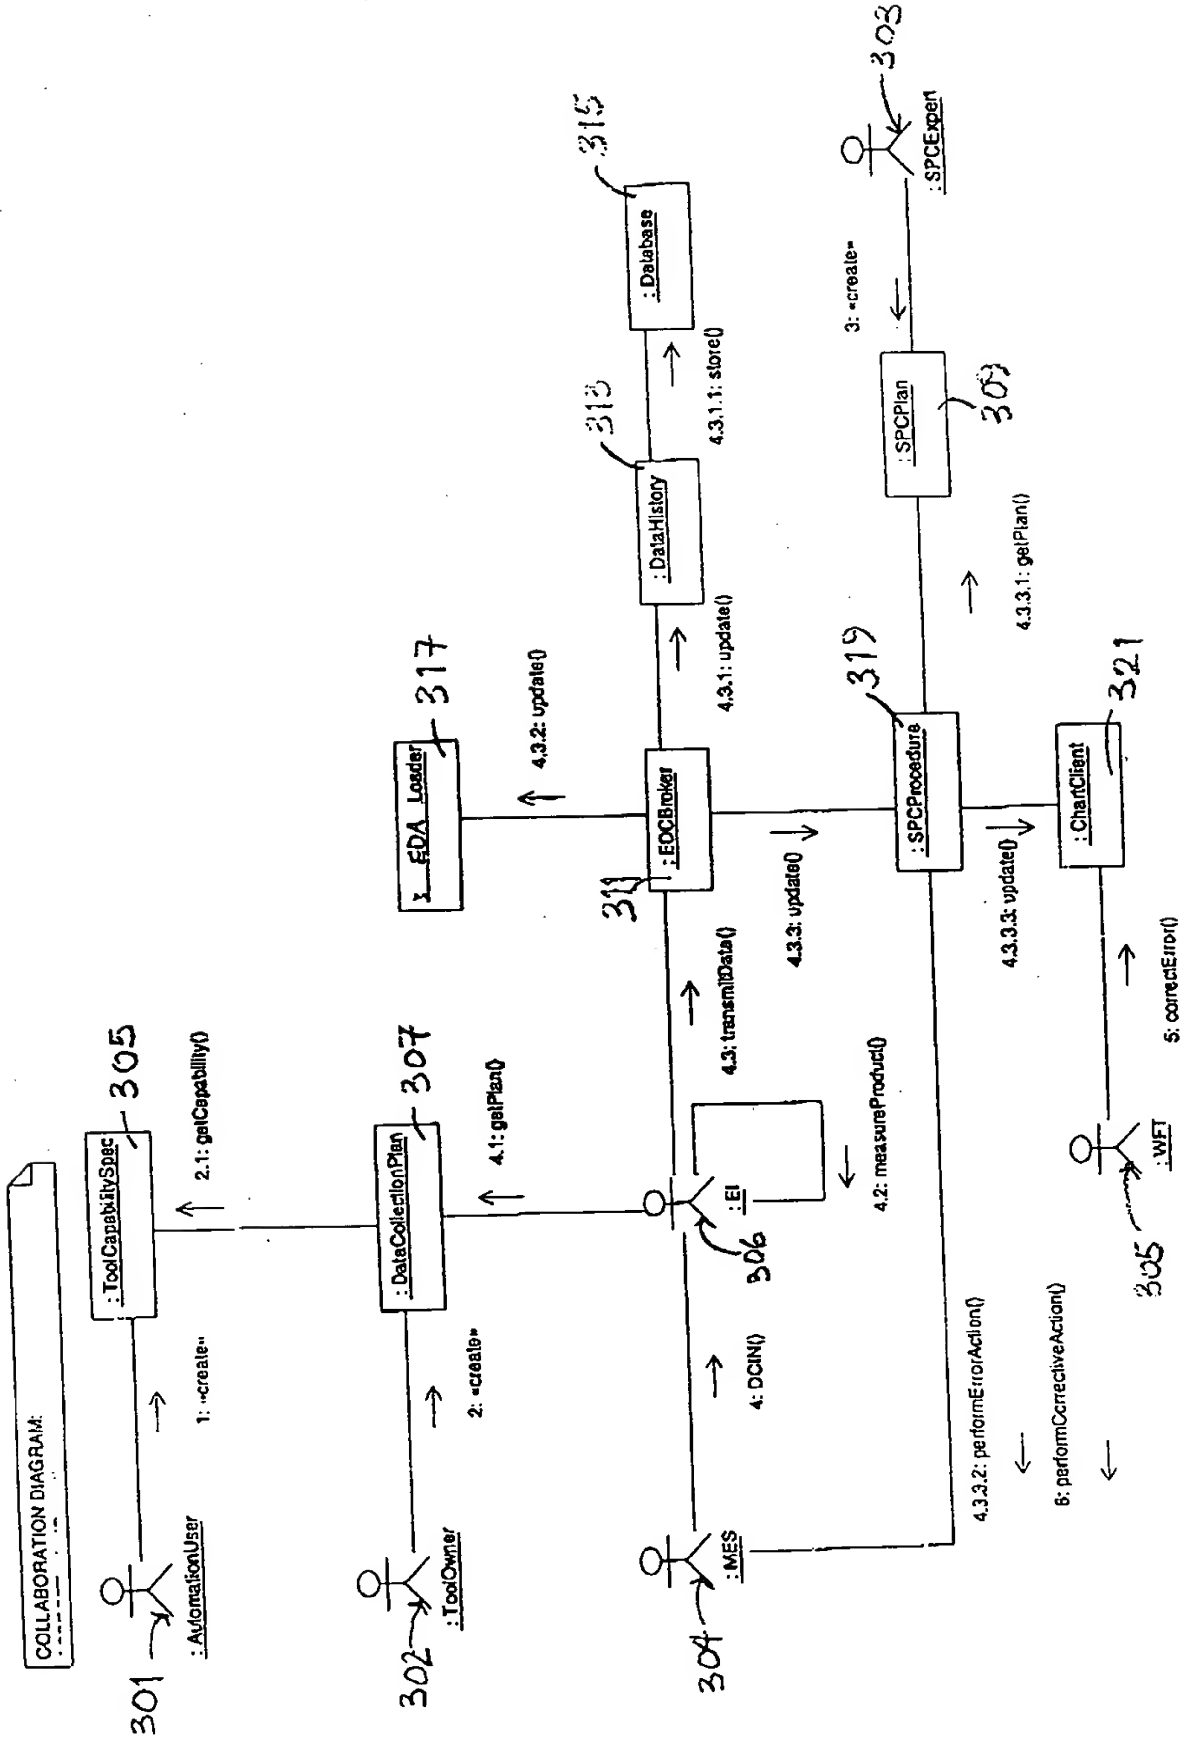 COLLABORATION DIAGRAM:
301
: AutomationUser
1: «create»
: ToolCapabilitySpec
305
2.1: getCapability()
302
: ToolOwner
2: «create»
: DataCollectionPlan
307
4.1: getPlan()
: EDA Loader
317
4.3.2: update()
304
: MES
4: DCIN()
306
: EI
4.2: measureProduct()
4.3: transmitData()
311
: EOCBroker
4.3.1: update()
: DataHistory
313
4.3.1.1: store()
: Database
315
4.3.3: update()
: SPCProcedure
319
4.3.3.1: getPlan()
: SPCPlan
309
3: «create»
: SPCExpert
303
4.3.3.2: performErrorAction()
6: performCorrectiveAction()
4.3.3.3: update()
: ChartClient
321
305
: WFT
5: correctError()